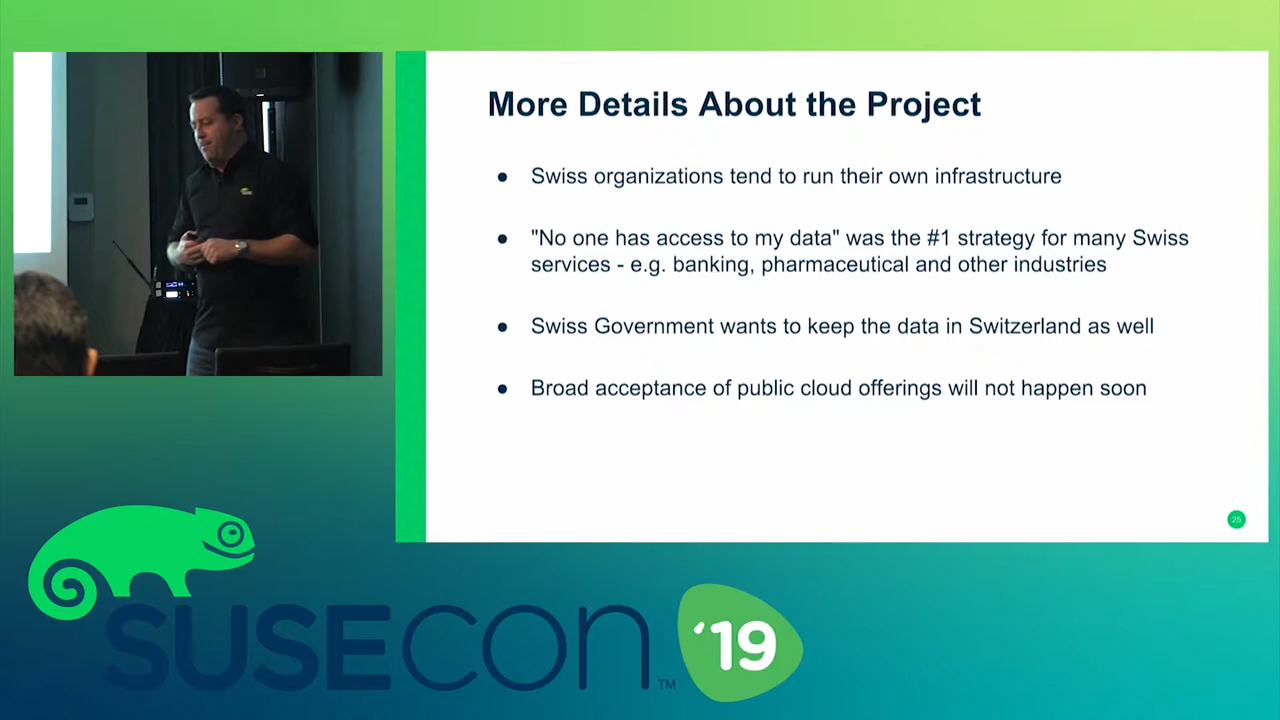 More Details About the Project
● Swiss organizations tend to run their own infrastructure
● "No one has access to my data" was the #1 strategy for many Swiss
services - e.g. banking, pharmaceutical and other industries
● Swiss Government wants to keep the data in Switzerland as well
● Broad acceptance of public cloud offerings will not happen soon
25
SUSECON™ '19